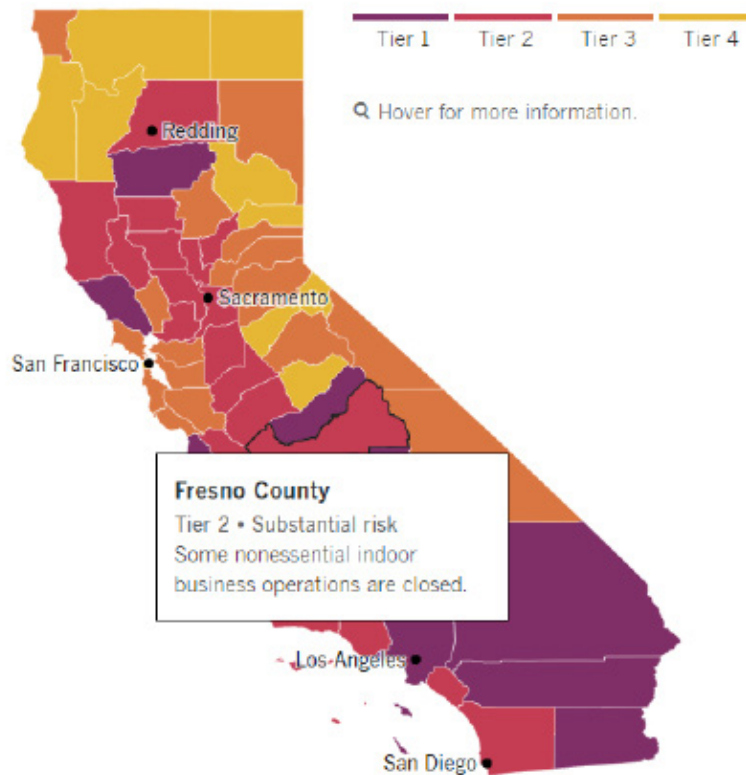 Tier 1
Tier 2
Tier 3
Tier 4
Hover for more information.
Redding
Sacramento
San Francisco
Fresno County
Tier 2 • Substantial risk
Some nonessential indoor
business operations are closed.
Los Angeles
San Diego